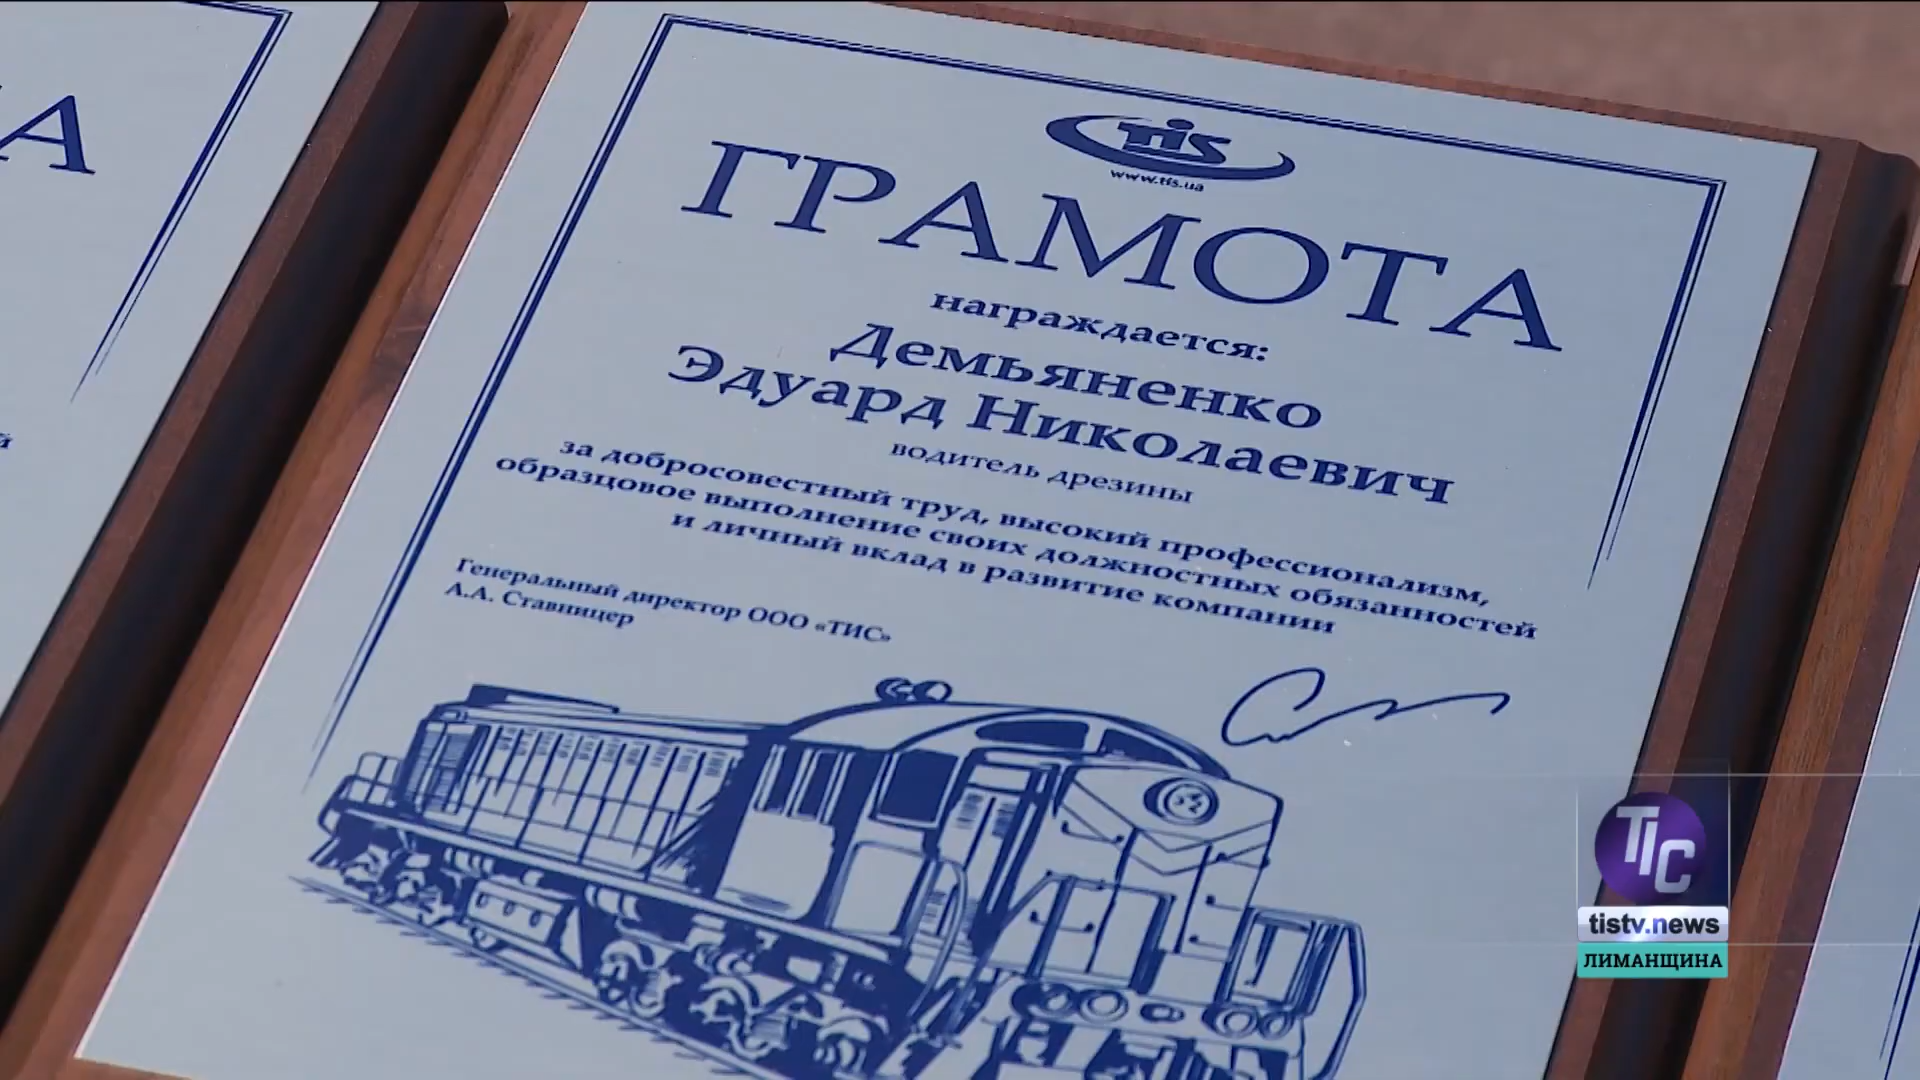 TiS
www.tis.ua
ГРАМОТА
награждается:
Демьяненко
Эдуард Николаевич
водитель дрезины
за добросовестный труд, высокий профессионализм,
образцовое выполнение своих должностных обязанностей
и личный вклад в развитие компании
Генеральный директор ООО «ТИС»
А.А. Ставницер
ТІС
tistv.news
ЛИМАНЩИНА